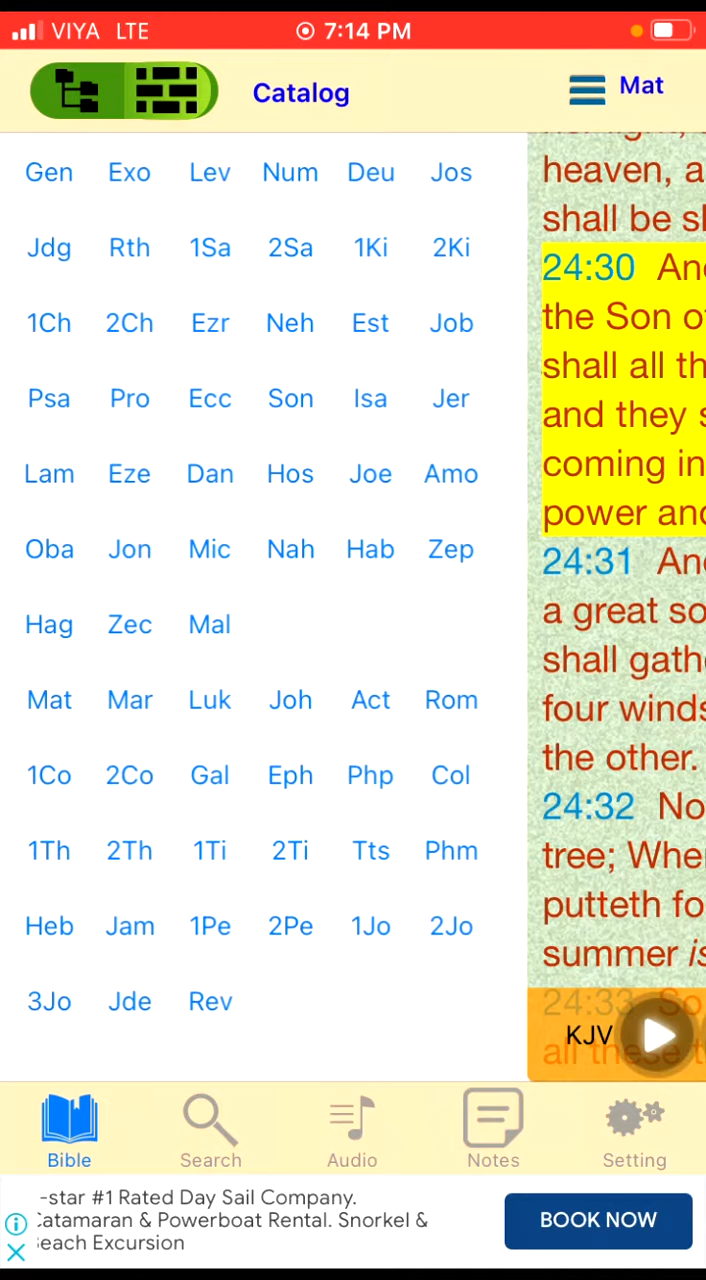 VIYA LTE 7:14 PM
Catalog Mat
Gen Exo Lev Num Deu Jos
Jdg Rth 1Sa 2Sa 1Ki 2Ki
1Ch 2Ch Ezr Neh Est Job
Psa Pro Ecc Son Isa Jer
Lam Eze Dan Hos Joe Amo
Oba Jon Mic Nah Hab Zep
Hag Zec Mal
Mat Mar Luk Joh Act Rom
1Co 2Co Gal Eph Php Col
1Th 2Th 1Ti 2Ti Tts Phm
Heb Jam 1Pe 2Pe 1Jo 2Jo
3Jo Jde Rev
heaven, a
shall be
24:30 An
the Son o
shall all th
and they s
coming in
power an
24:31 An
a great so
shall gath
four winds
the other.
24:32 No
tree; Whe
putteth fo
summer is
24:33 So
all these t
KJV
Bible Search Audio Notes Setting
-star #1 Rated Day Sail Company.
Catamaran & Powerboat Rental. Snorkel &
each Excursion
BOOK NOW